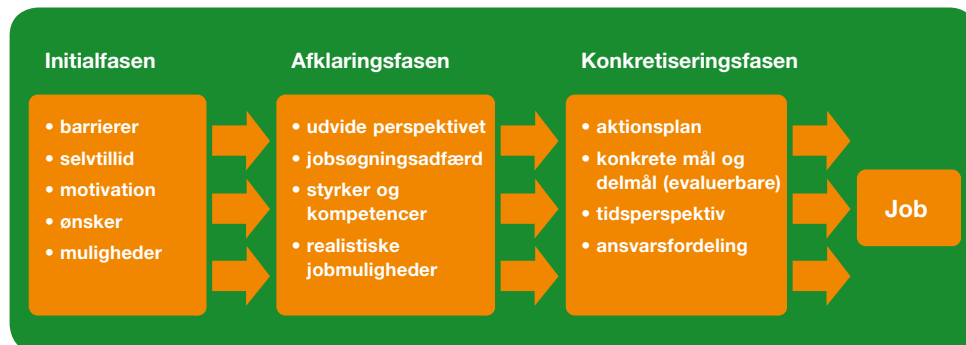 Initialfasen
• barrierer
• selvtillid
• motivation
• ønsker
• muligheder
Afklaringsfasen
• udvide perspektivet
• jobsøgningsadfærd
• styrker og
kompetencer
• realistiske
jobmuligheder
Konkretiseringsfasen
• aktionsplan
• konkrete mål og
delmål (evaluerbare)
• tidsperspektiv
• ansvarsfordeling
Job